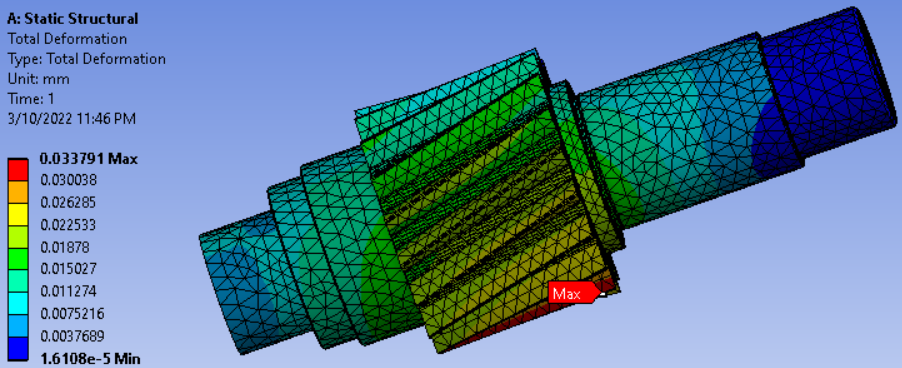 A: Static Structural
Total Deformation
Type: Total Deformation
Unit: mm
Time: 1
3/10/2022 11:46 PM
0.033791 Max
0.030038
0.026285
0.022533
0.01878
0.015027
0.011274
0.0075216
0.0037689
1.6108e-5 Min
Max